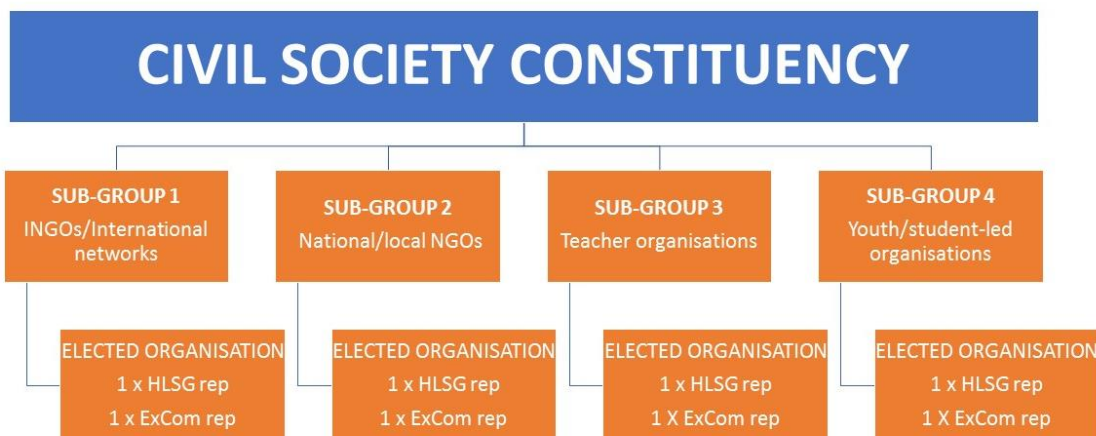 CIVIL SOCIETY CONSTITUENCY
SUB-GROUP 1
INGOs/International
networks
SUB-GROUP 2
National/local NGOs
SUB-GROUP 3
Teacher organisations
SUB-GROUP 4
Youth/student-led
organisations
ELECTED ORGANISATION
1 x HLSG rep
1 x ExCom rep
ELECTED ORGANISATION
1 x HLSG rep
1 x ExCom rep
ELECTED ORGANISATION
1 x HLSG rep
1 X ExCom rep
ELECTED ORGANISATION
1 x HLSG rep
1 X ExCom rep